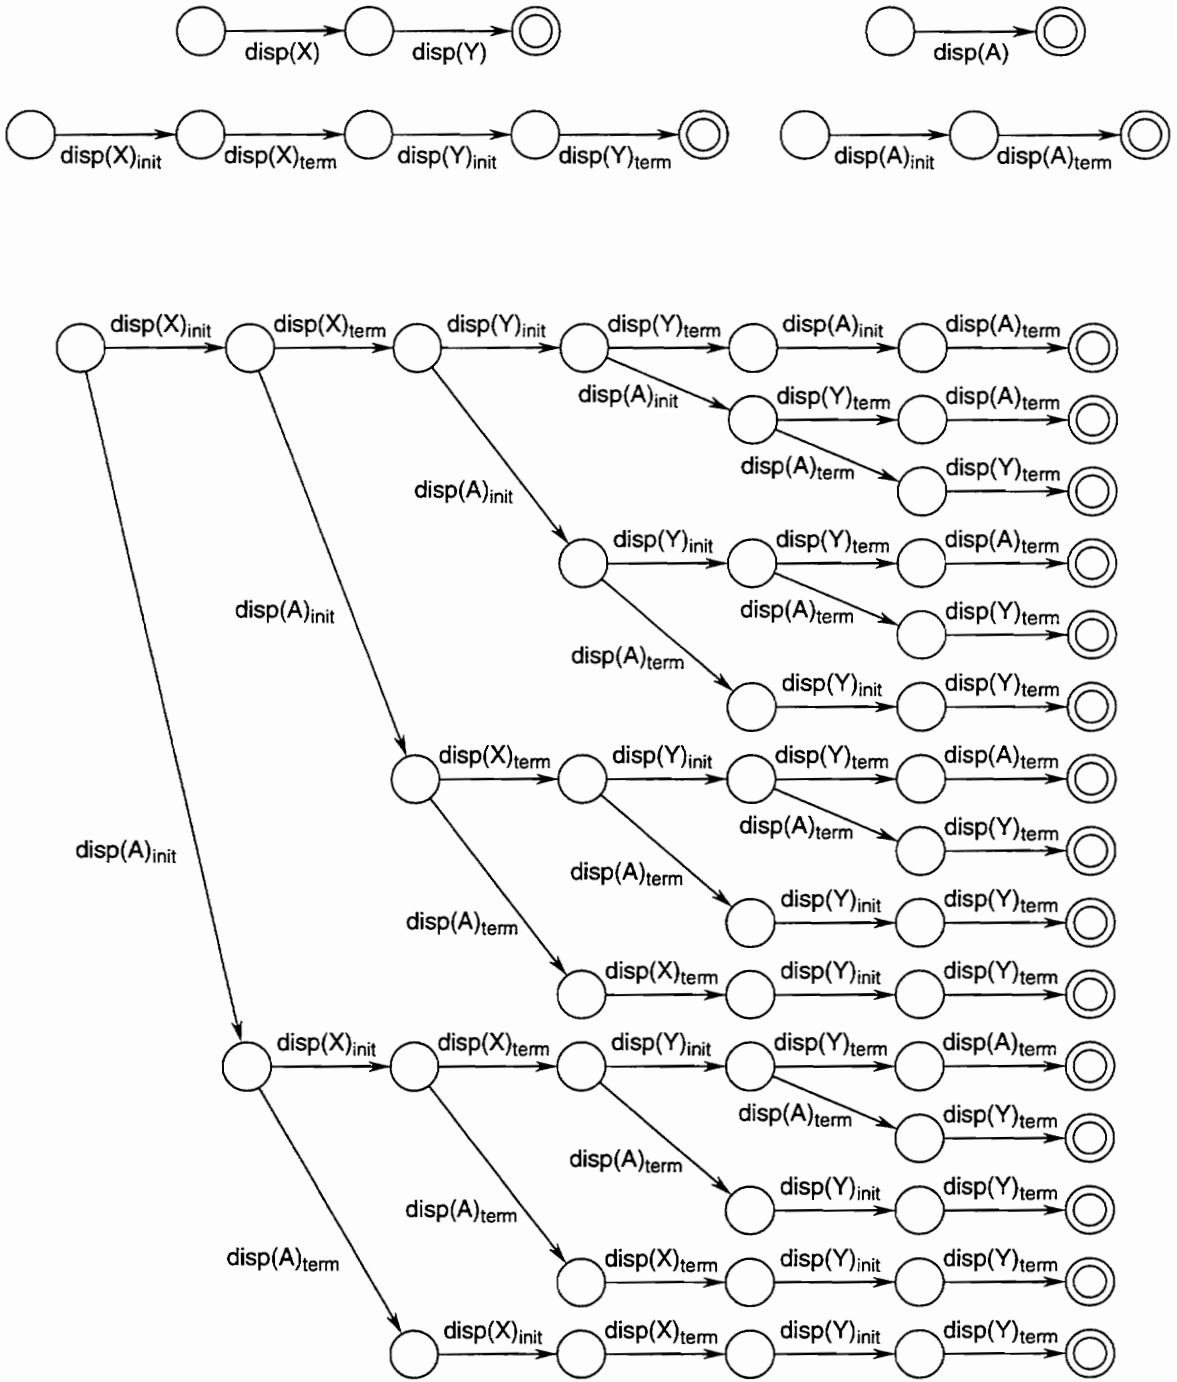 disp(X) disp(Y) disp(A)
disp(X)init disp(X)term disp(Y)init disp(Y)term disp(A)init disp(A)term
disp(X)init disp(X)term disp(Y)init disp(Y)term disp(A)init disp(A)term
disp(A)init disp(Y)term disp(A)term
disp(A)term disp(Y)term
disp(A)init
disp(Y)init disp(Y)term disp(A)term
disp(A)init disp(A)term disp(Y)term
disp(A)term
disp(Y)init disp(Y)term
disp(X)term disp(Y)init disp(Y)term disp(A)term
disp(A)term disp(Y)term
disp(A)init
disp(A)term
disp(Y)init disp(Y)term
disp(A)term
disp(X)term disp(Y)init disp(Y)term
disp(X)init disp(X)term disp(Y)init disp(Y)term disp(A)term
disp(A)term disp(Y)term
disp(A)term
disp(Y)init disp(Y)term
disp(A)term
disp(A)term disp(X)term disp(Y)init disp(Y)term
disp(X)init disp(X)term disp(Y)init disp(Y)term